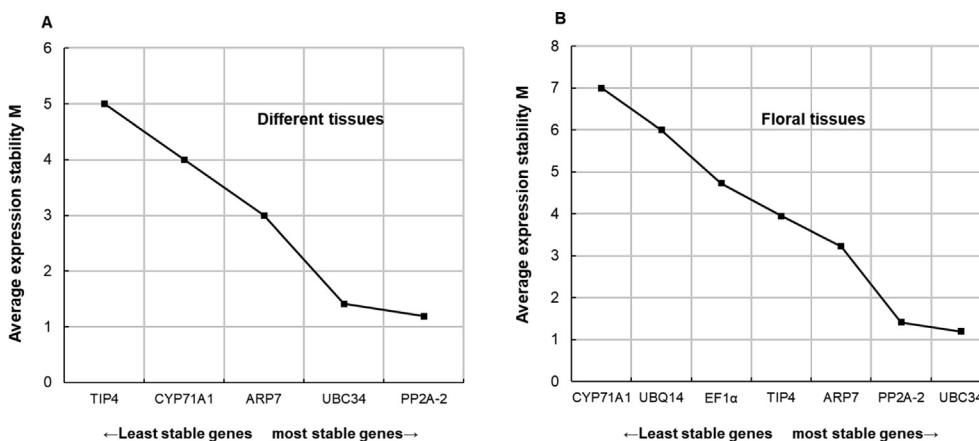 A
Average expression stability M
6
5
4
3
2
1
0
Different tissues
TIP4 CYP71A1 ARP7 UBC34 PP2A-2
←Least stable genes most stable genes→
B
Average expression stability M
8
7
6
5
4
3
2
1
0
Floral tissues
CYP71A1 UBQ14 EF1α TIP4 ARP7 PP2A-2 UBC34
←Least stable genes most stable genes→